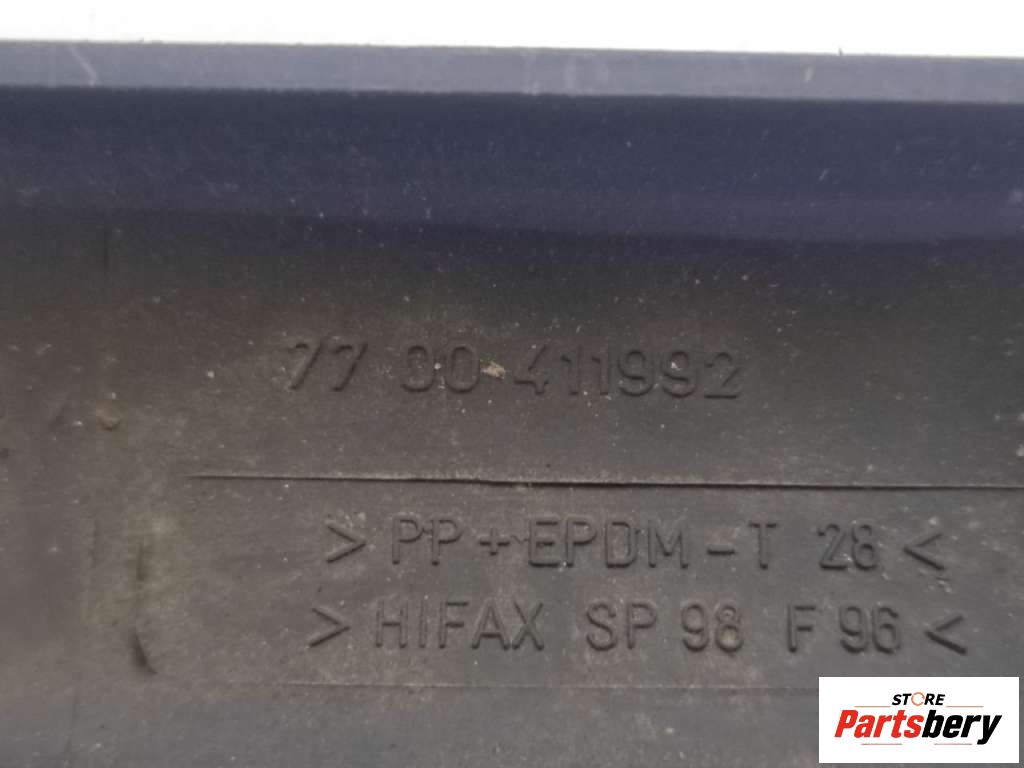 77 00 411992
>PP+EPDM-T 28<
>HIFAX SP 98 F 96<
STORE
Partsbery